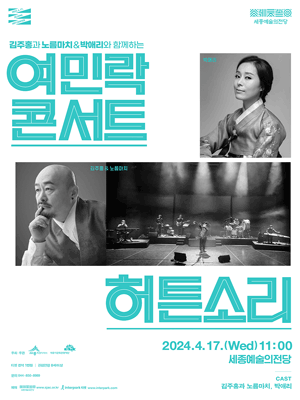 세종예술의전당
김주홍과 노름마치&박애리와 함께하는
여민락
콘서트
박애리
김주홍 & 노름마치
허튼소리
2024.4.17.(Wed) 11:00
세종예술의전당
CAST
김주홍과 노름마치, 박애리